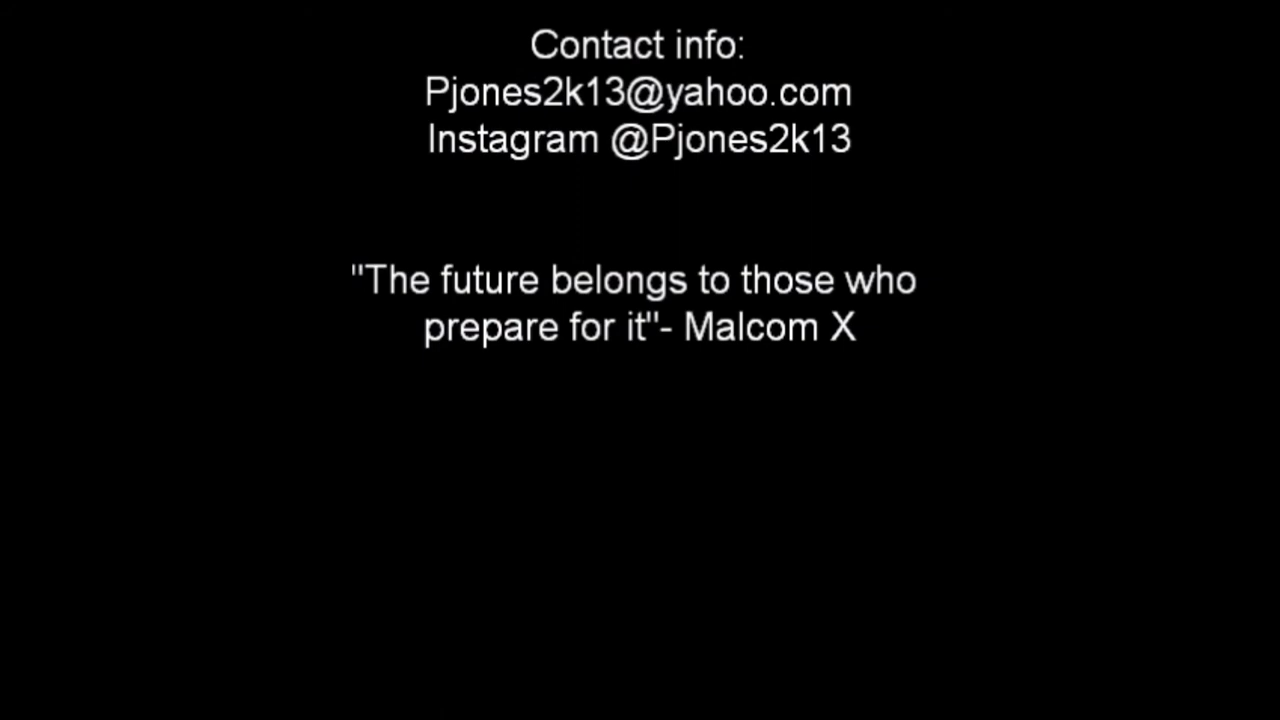 Contact info:
Pjones2k13@yahoo.com
Instagram @Pjones2k13
"The future belongs to those who
prepare for it"- Malcom X